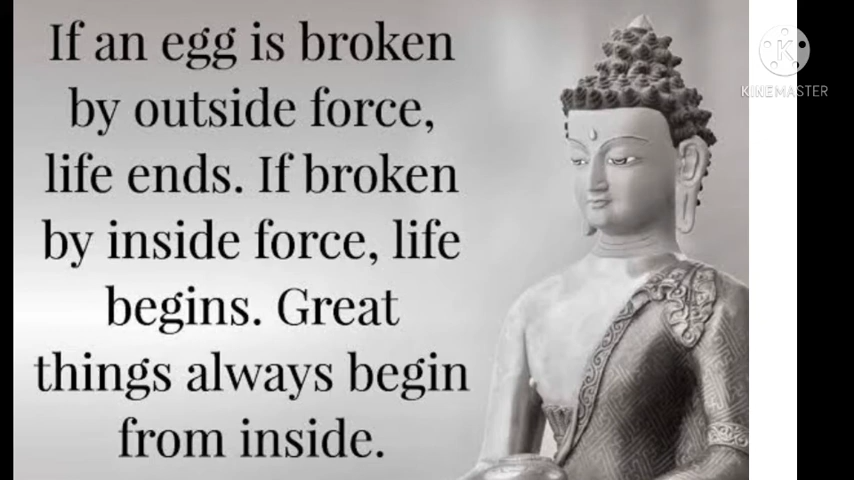 If an egg is broken
by outside force,
life ends. If broken
by inside force, life
begins. Great
things always begin
from inside.
K
KINEMASTER